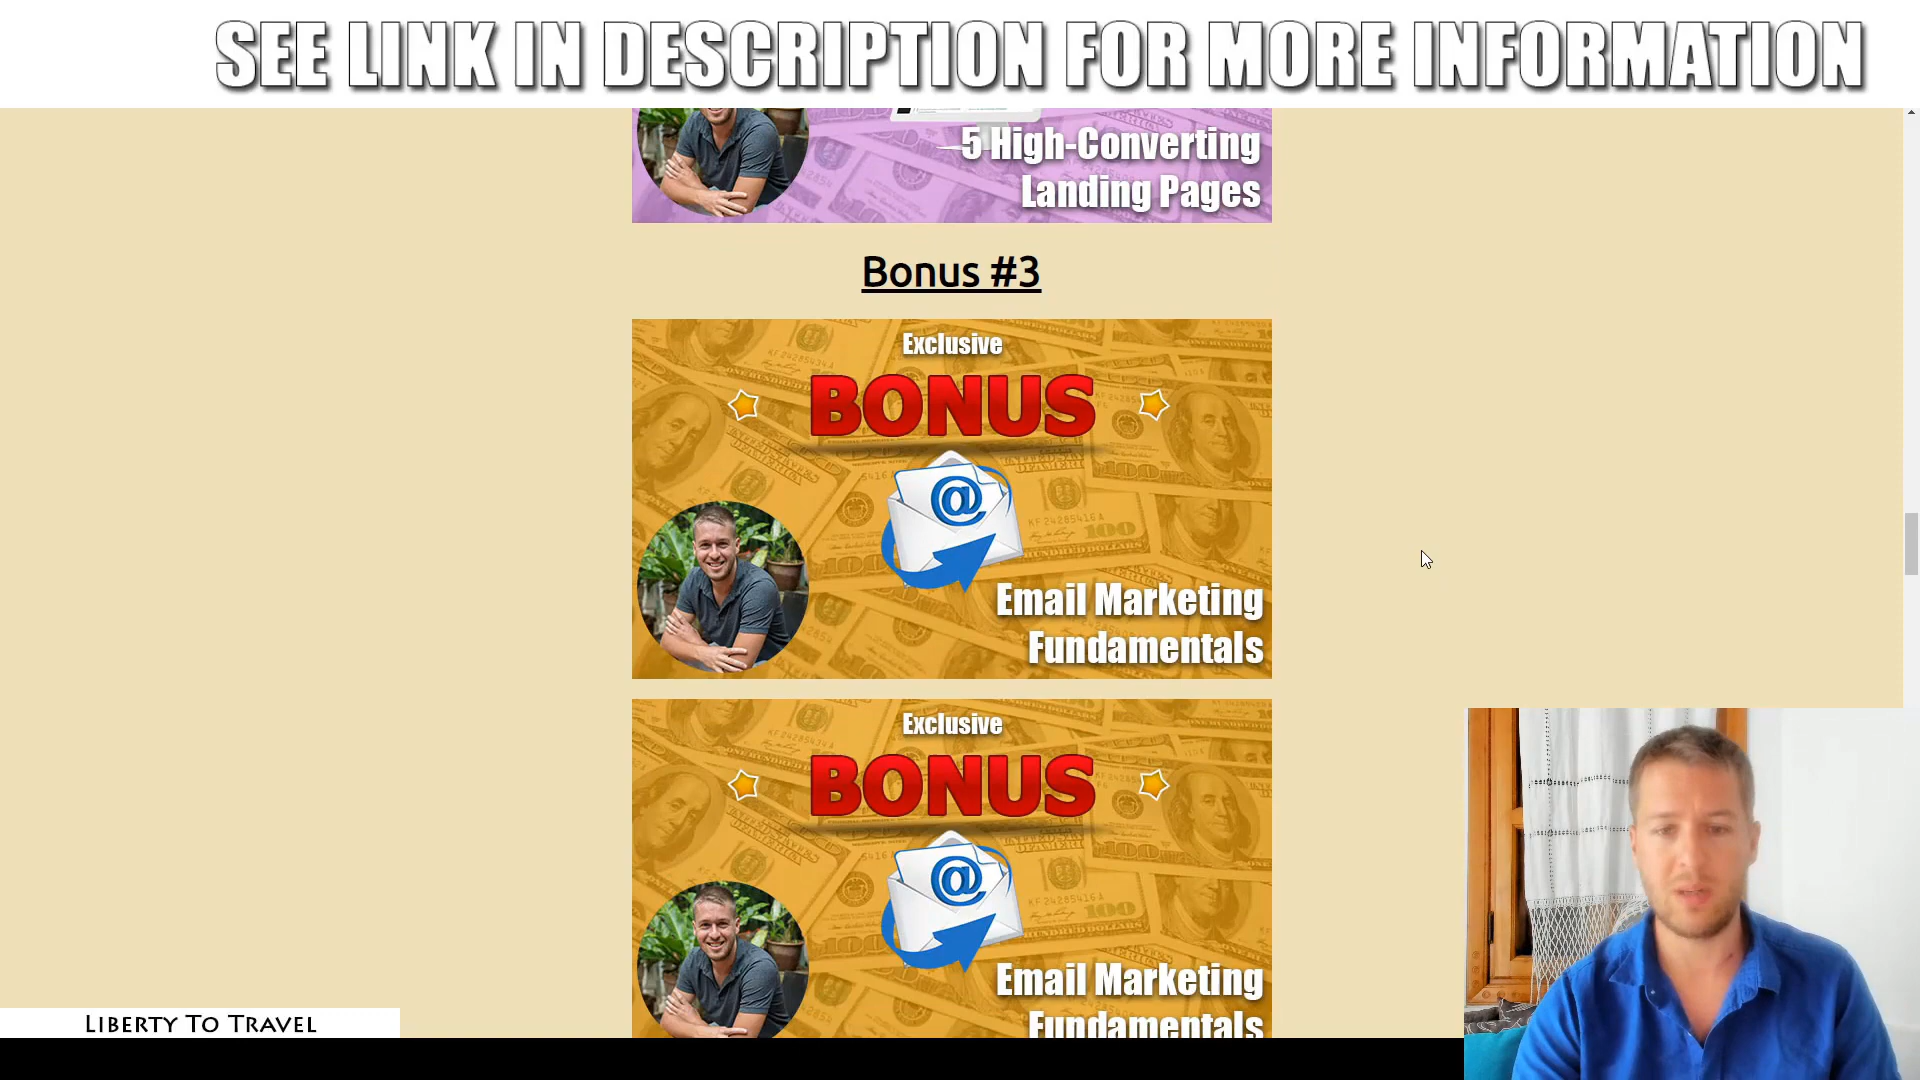 SEE LINK IN DESCRIPTION FOR MORE INFORMATION
5 High-Converting
Landing Pages
Bonus #3
Exclusive
BONUS
@
Email Marketing
Fundamentals
Exclusive
BONUS
@
Email Marketing
Fundamentals
LIBERTY TO TRAVEL